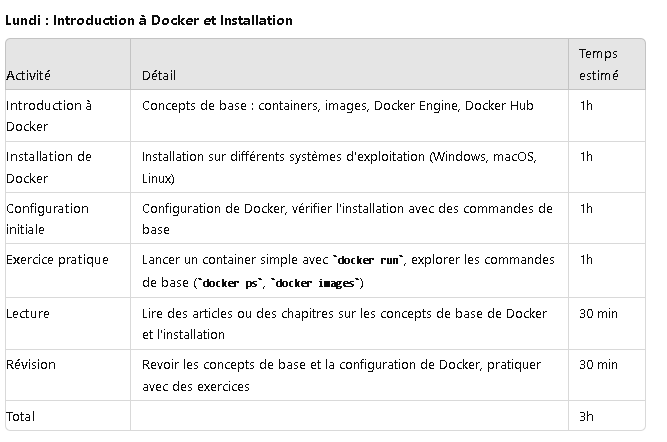 Lundi : Introduction à Docker et Installation
Temps
Activité Détail estimé
Introduction à Concepts de base : containers, images, Docker Engine, Docker Hub 1h
Docker
Installation de Installation sur différents systèmes d'exploitation (Windows, macOS, 1h
Docker Linux)
Configuration Configuration de Docker, vérifier l'installation avec des commandes de 1h
initiale base
Exercice pratique Lancer un container simple avec `docker run`, explorer les commandes 1h
de base (`docker ps`, `docker images`)
Lecture Lire des articles ou des chapitres sur les concepts de base de Docker 30 min
et l'installation
Révision Revoir les concepts de base et la configuration de Docker, pratiquer 30 min
avec des exercices
Total 3h